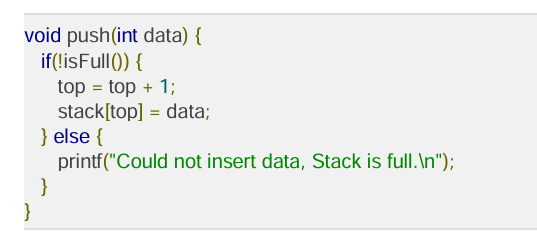 void push(int data) {
   if(!isFull()) {
      top = top + 1;
      stack[top] = data;
   } else {
      printf("Could not insert data, Stack is full.\n");
   }
}